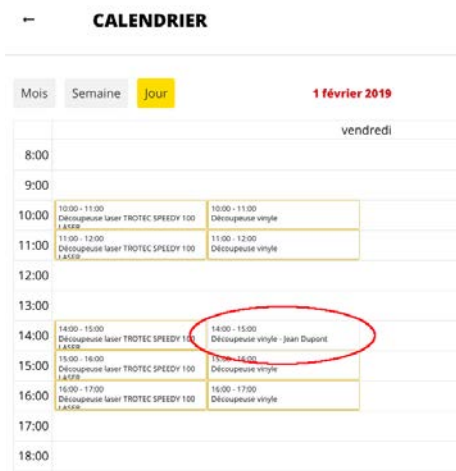 ←
CALENDRIER
Mois Semaine Jour 1 février 2019
vendredi
8:00
9:00
10:00
10:00 - 11:00
Découpeuse laser TROTEC SPEEDY 100
LASER
10:00 - 11:00
Découpeuse vinyle
11:00
11:00 - 12:00
Découpeuse laser TROTEC SPEEDY 100
LASER
11:00 - 12:00
Découpeuse vinyle
12:00
13:00
14:00
14:00 - 15:00
Découpeuse laser TROTEC SPEEDY 100
LASER
14:00 - 15:00
Découpeuse vinyle - Jean Dupont
15:00
15:00 - 16:00
Découpeuse laser TROTEC SPEEDY 100
LASER
15:00 - 16:00
Découpeuse vinyle
16:00
16:00 - 17:00
Découpeuse laser TROTEC SPEEDY 100
LASER
16:00 - 17:00
Découpeuse vinyle
17:00
18:00